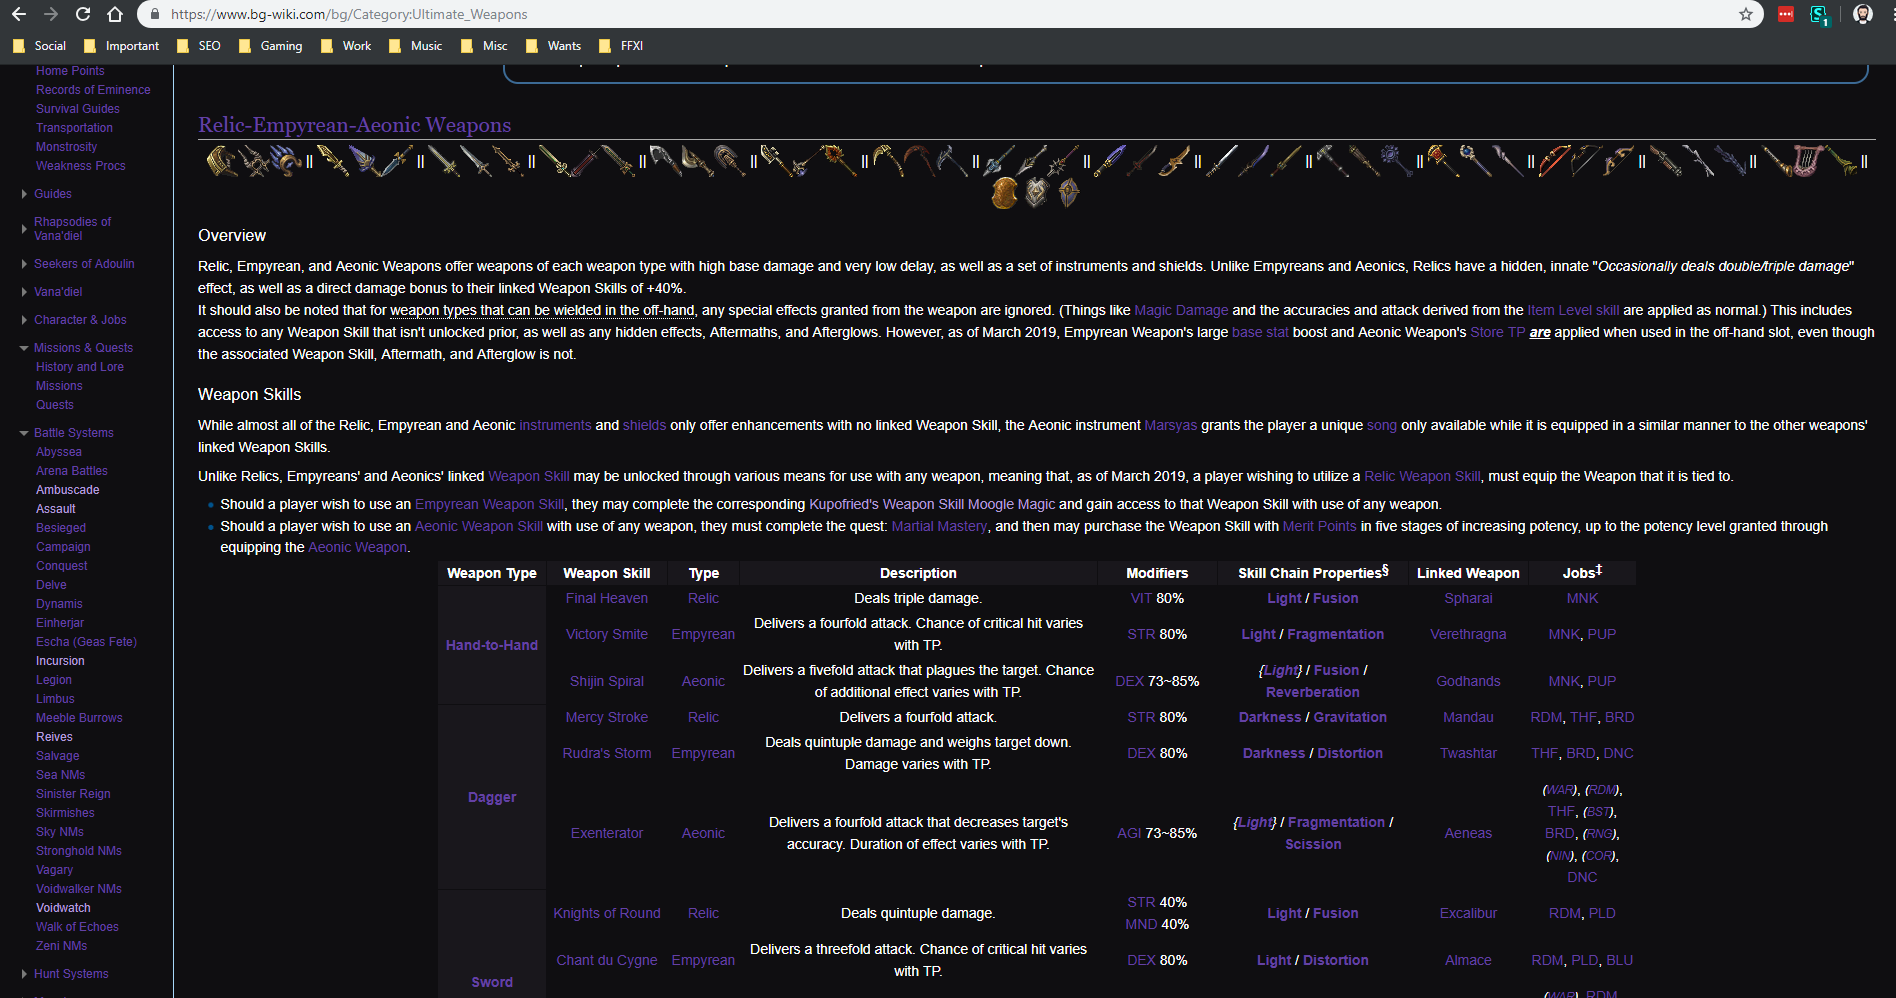 https://www.bg-wiki.com/bg/Category:Ultimate_Weapons
1
Social Important SEO Gaming Work Music Misc Wants FFXI
Home Points
Records of Eminence
Survival Guides
Transportation
Monstrosity
Weakness Procs
Guides
Rhapsodies of
Vana'diel
Seekers of Adoulin
Vana'diel
Character & Jobs
Missions & Quests
History and Lore
Missions
Quests
Battle Systems
Abyssea
Arena Battles
Ambuscade
Assault
Besieged
Campaign
Conquest
Delve
Dynamis
Einherjar
Escha (Geas Fete)
Incursion
Legion
Limbus
Meeble Burrows
Reives
Salvage
Sea NMs
Sinister Reign
Skirmishes
Sky NMs
Stronghold NMs
Vagary
Voidwalker NMs
Voidwatch
Walk of Echoes
Zeni NMs
Hunt Systems
Relic-Empyrean-Aeonic Weapons
Overview
Relic, Empyrean, and Aeonic Weapons offer weapons of each weapon type with high base damage and very low delay, as well as a set of instruments and shields. Unlike Empyreans and Aeonics, Relics have a hidden, innate "Occasionally deals double/triple damage"
effect, as well as a direct damage bonus to their linked Weapon Skills of +40%.
It should also be noted that for weapon types that can be wielded in the off-hand, any special effects granted from the weapon are ignored. (Things like Magic Damage and the accuracies and attack derived from the Item Level skill are applied as normal.) This includes
access to any Weapon Skill that isn't unlocked prior, as well as any hidden effects, Aftermaths, and Afterglows. However, as of March 2019, Empyrean Weapon's large base stat boost and Aeonic Weapon's Store TP are applied when used in the off-hand slot, even though
the associated Weapon Skill, Aftermath, and Afterglow is not.
Weapon Skills
While almost all of the Relic, Empyrean and Aeonic instruments and shields only offer enhancements with no linked Weapon Skill, the Aeonic instrument Marsyas grants the player a unique song only available while it is equipped in a similar manner to the other weapons'
linked Weapon Skills.
Unlike Relics, Empyreans' and Aeonics' linked Weapon Skill may be unlocked through various means for use with any weapon, meaning that, as of March 2019, a player wishing to utilize a Relic Weapon Skill, must equip the Weapon that it is tied to.
Should a player wish to use an Empyrean Weapon Skill, they may complete the corresponding Kupofried's Weapon Skill Moogle Magic and gain access to that Weapon Skill with use of any weapon.
Should a player wish to use an Aeonic Weapon Skill with use of any weapon, they must complete the quest: Martial Mastery, and then may purchase the Weapon Skill with Merit Points in five stages of increasing potency, up to the potency level granted through
equipping the Aeonic Weapon.
Weapon Type Weapon Skill Type Description Modifiers Skill Chain Properties§ Linked Weapon Jobs‡
Hand-to-Hand
Final Heaven Relic Deals triple damage. VIT 80% Light / Fusion Spharai MNK
Victory Smite Empyrean Delivers a fourfold attack. Chance of critical hit varies
with TP. STR 80% Light / Fragmentation Verethragna MNK, PUP
Shijin Spiral Aeonic Delivers a fivefold attack that plagues the target. Chance
of additional effect varies with TP. DEX 73~85% {Light} / Fusion /
Reverberation Godhands MNK, PUP
Dagger
Mercy Stroke Relic Delivers a fourfold attack. STR 80% Darkness / Gravitation Mandau RDM, THF, BRD
Rudra's Storm Empyrean Deals quintuple damage and weighs target down.
Damage varies with TP. DEX 80% Darkness / Distortion Twashtar THF, BRD, DNC
Exenterator Aeonic Delivers a fourfold attack that decreases target's
accuracy. Duration of effect varies with TP. AGI 73~85% {Light} / Fragmentation /
Scission Aeneas (WAR), (RDM),
THF, (BST),
BRD, (RNG),
(NIN), (COR),
DNC
Sword
Knights of Round Relic Deals quintuple damage. STR 40%
MND 40% Light / Fusion Excalibur RDM, PLD
Chant du Cygne Empyrean Delivers a threefold attack. Chance of critical hit varies
with TP. DEX 80% Light / Distortion Almace RDM, PLD, BLU
(WAR), RDM